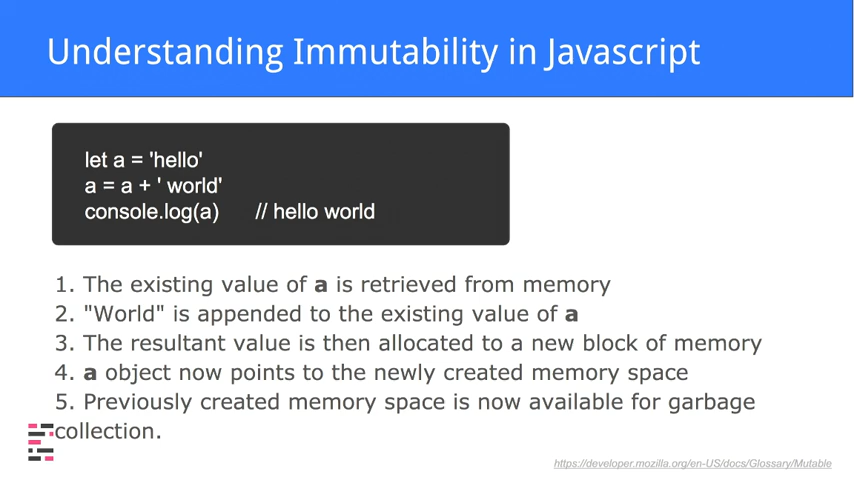 Understanding Immutability in Javascript
let a = 'hello'
a = a + ' world'
console.log(a) // hello world
1. The existing value of a is retrieved from memory
2. "World" is appended to the existing value of a
3. The resultant value is then allocated to a new block of memory
4. a object now points to the newly created memory space
5. Previously created memory space is now available for garbage
collection.
https://developer.mozilla.org/en-US/docs/Glossary/Mutable